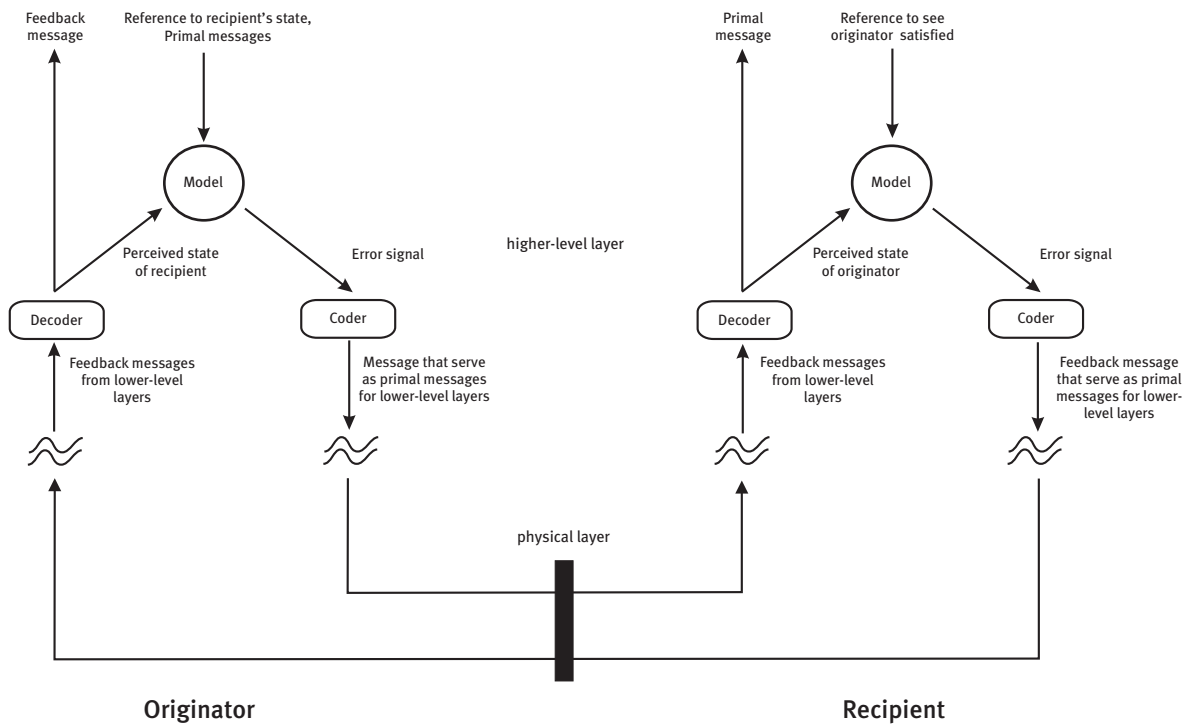 Feedback
message
Reference to recipient's state,
Primal messages
Primal
message
Reference to see
originator satisfied
Model
Model
Perceived state
of recipient
Error signal
higher-level layer
Perceived state
of originator
Error signal
Decoder
Coder
Decoder
Coder
Feedback messages
from lower-level
layers
Message that serve
as primal messages
for lower-level layers
Feedback messages
from lower-level
layers
Feedback message
that serve as primal
messages for lower-
level layers
physical layer
Originator
Recipient